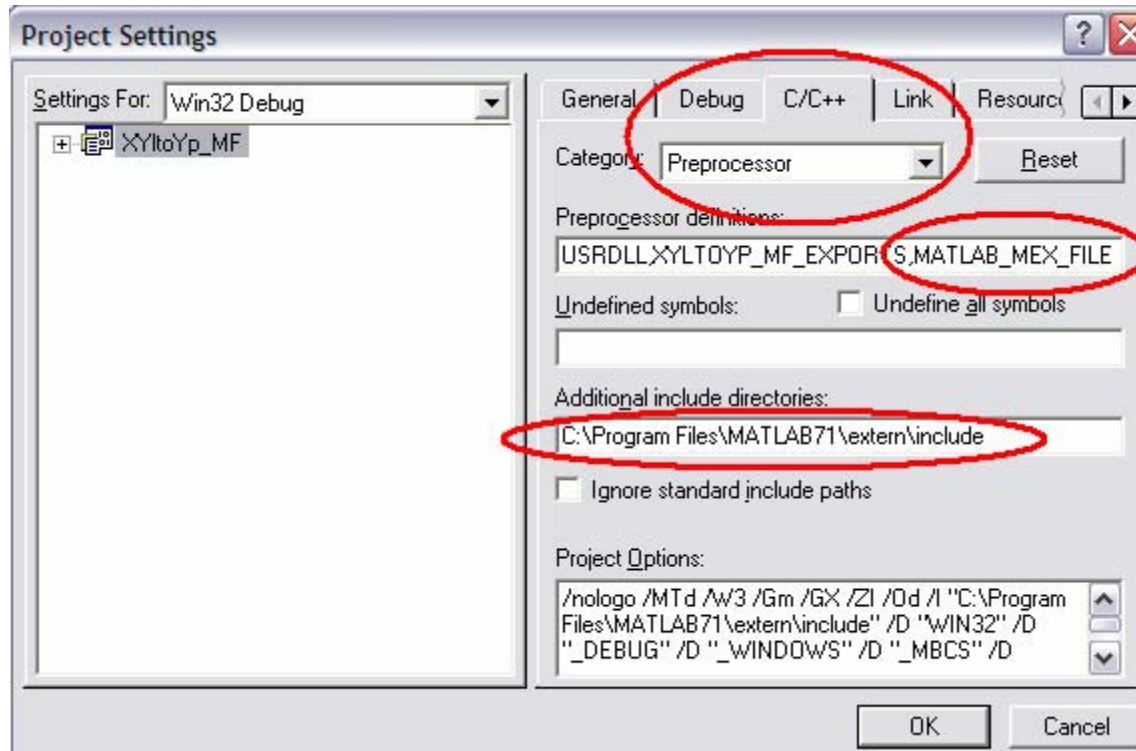 Project Settings
Settings For: Win32 Debug
XYltoYp_MF
General Debug C/C++ Link Resourc
Category: Preprocessor Reset
Preprocessor definitions:
USRDLL,XYLTOYP_MF_EXPORTS,MATLAB_MEX_FILE
Undefined symbols: Undefine all symbols
Additional include directories:
C:\Program Files\MATLAB71\extern\include
Ignore standard include paths
Project Options:
/nologo /MTd /W3 /Gm /GX /ZI /Od /I "C:\Program
Files\MATLAB71\extern\include" /D "WIN32" /D
"_DEBUG" /D "_WINDOWS" /D "_MBCS" /D
OK Cancel